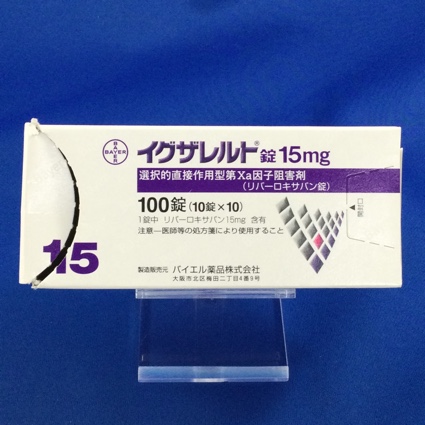 BAYER
イグザレルト®錠15mg
選択的直接作用型第Xa因子阻害剤
(リバーロキサバン錠)
100錠(10錠×10)
1錠中 リバーロキサバン15mg 含有
注意―医師等の処方箋により使用すること
開封口
15
製造販売元 バイエル薬品株式会社
大阪市北区梅田二丁目4番9号